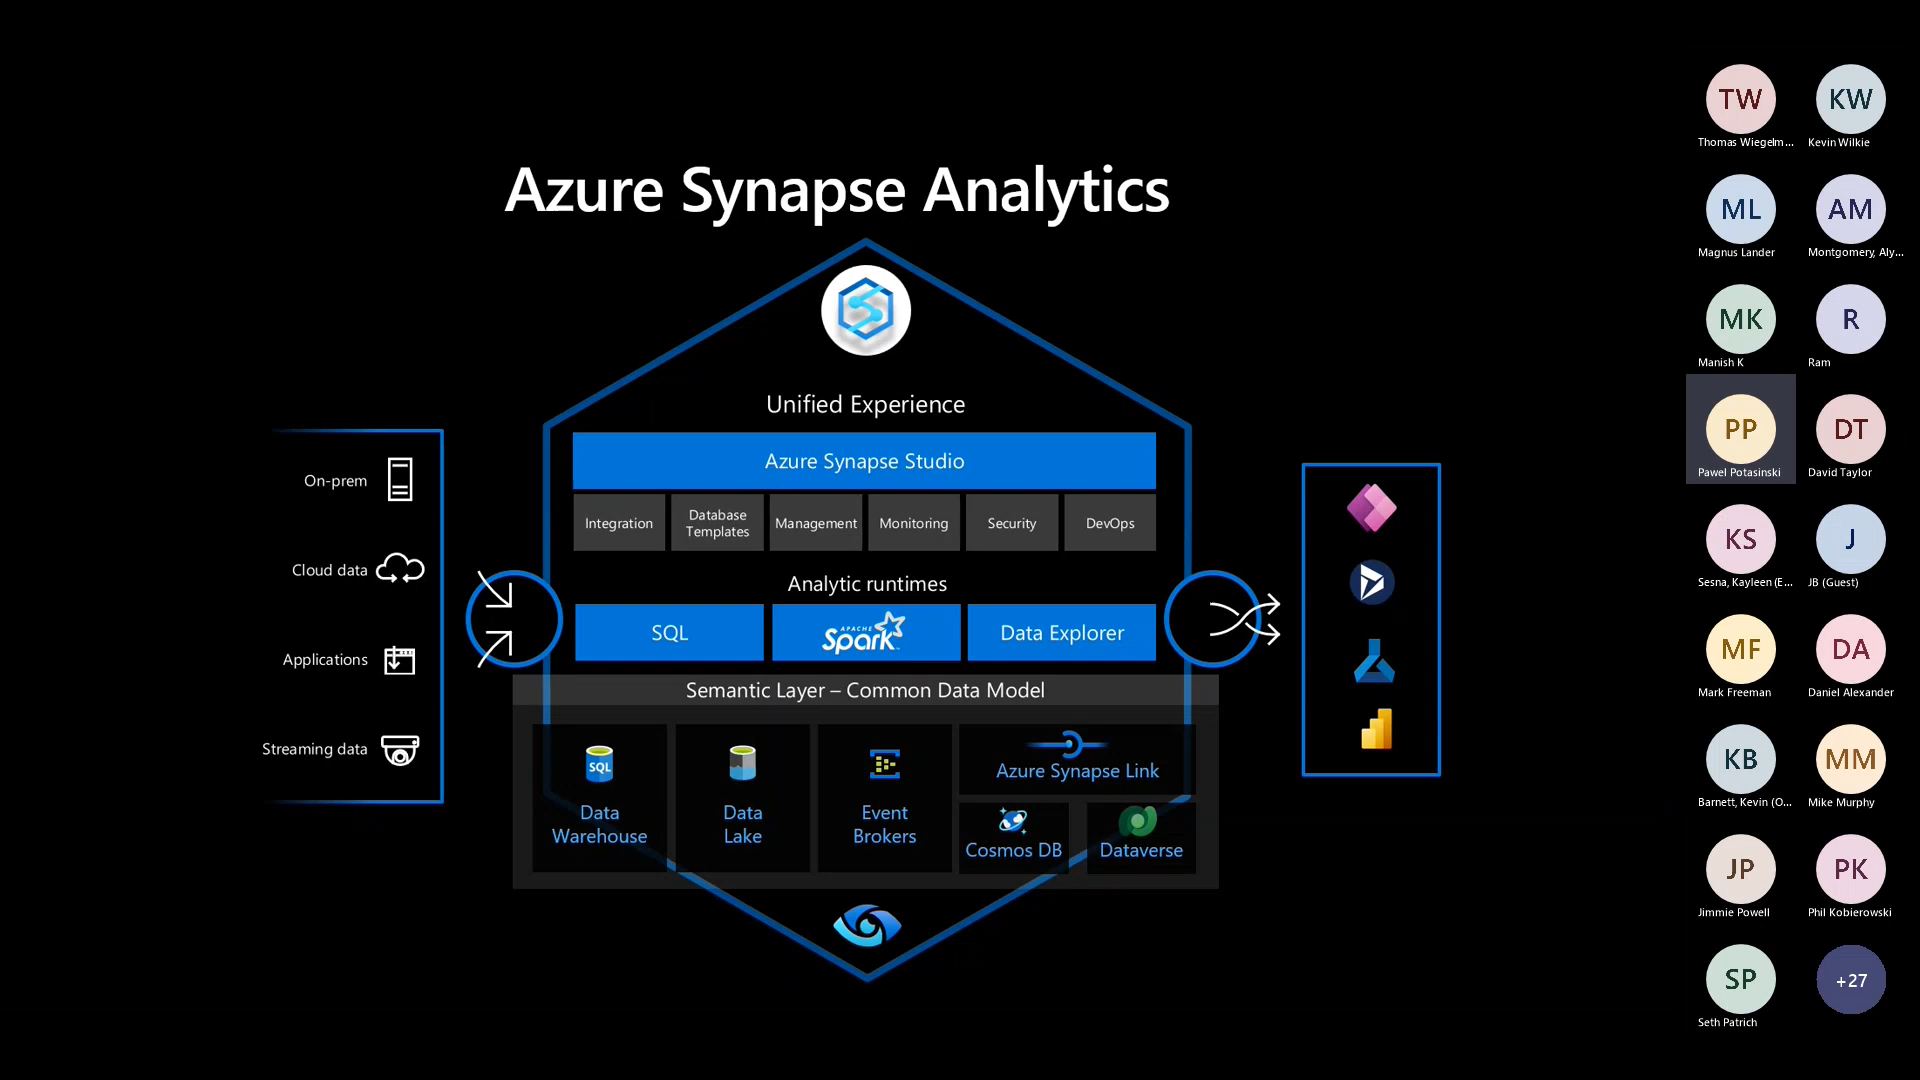 Azure Synapse Analytics
Unified Experience
Azure Synapse Studio
Integration
Database
Templates
Management
Monitoring
Security
DevOps
Analytic runtimes
SQL
APACHE
Spark
Data Explorer
Semantic Layer – Common Data Model
SQL
Data
Warehouse
Data
Lake
Event
Brokers
Azure Synapse Link
Cosmos DB
Dataverse
On-prem
Cloud data
Applications
Streaming data
TW
Thomas Wiegelm...
KW
Kevin Wilkie
ML
Magnus Lander
AM
Montgomery, Aly...
MK
Manish K
R
Ram
PP
Pawel Potasinski
DT
David Taylor
KS
Sesna, Kayleen (E...
J
JB (Guest)
MF
Mark Freeman
DA
Daniel Alexander
KB
Barnett, Kevin (O...
MM
Mike Murphy
JP
Jimmie Powell
PK
Phil Kobierowski
SP
Seth Patrich
+27